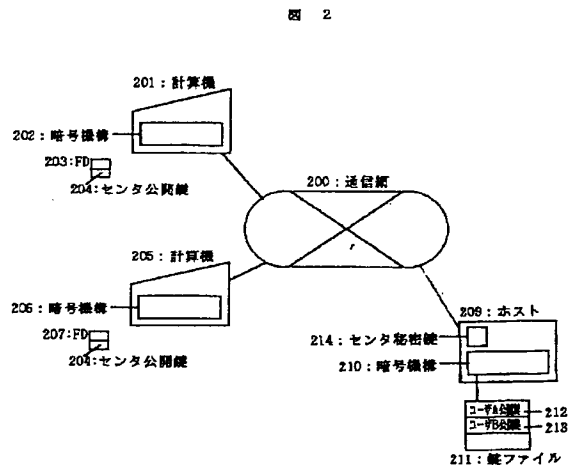 図 2
201:計算機
202:暗号機構
203:FD
204:センタ公開鍵
200:通信網
205:計算機
206:暗号機構
207:FD
204:センタ公開鍵
209:ホスト
214:センタ秘密鍵
210:暗号機構
ユーザA公開鍵 212
ユーザB公開鍵 213
211:鍵ファイル